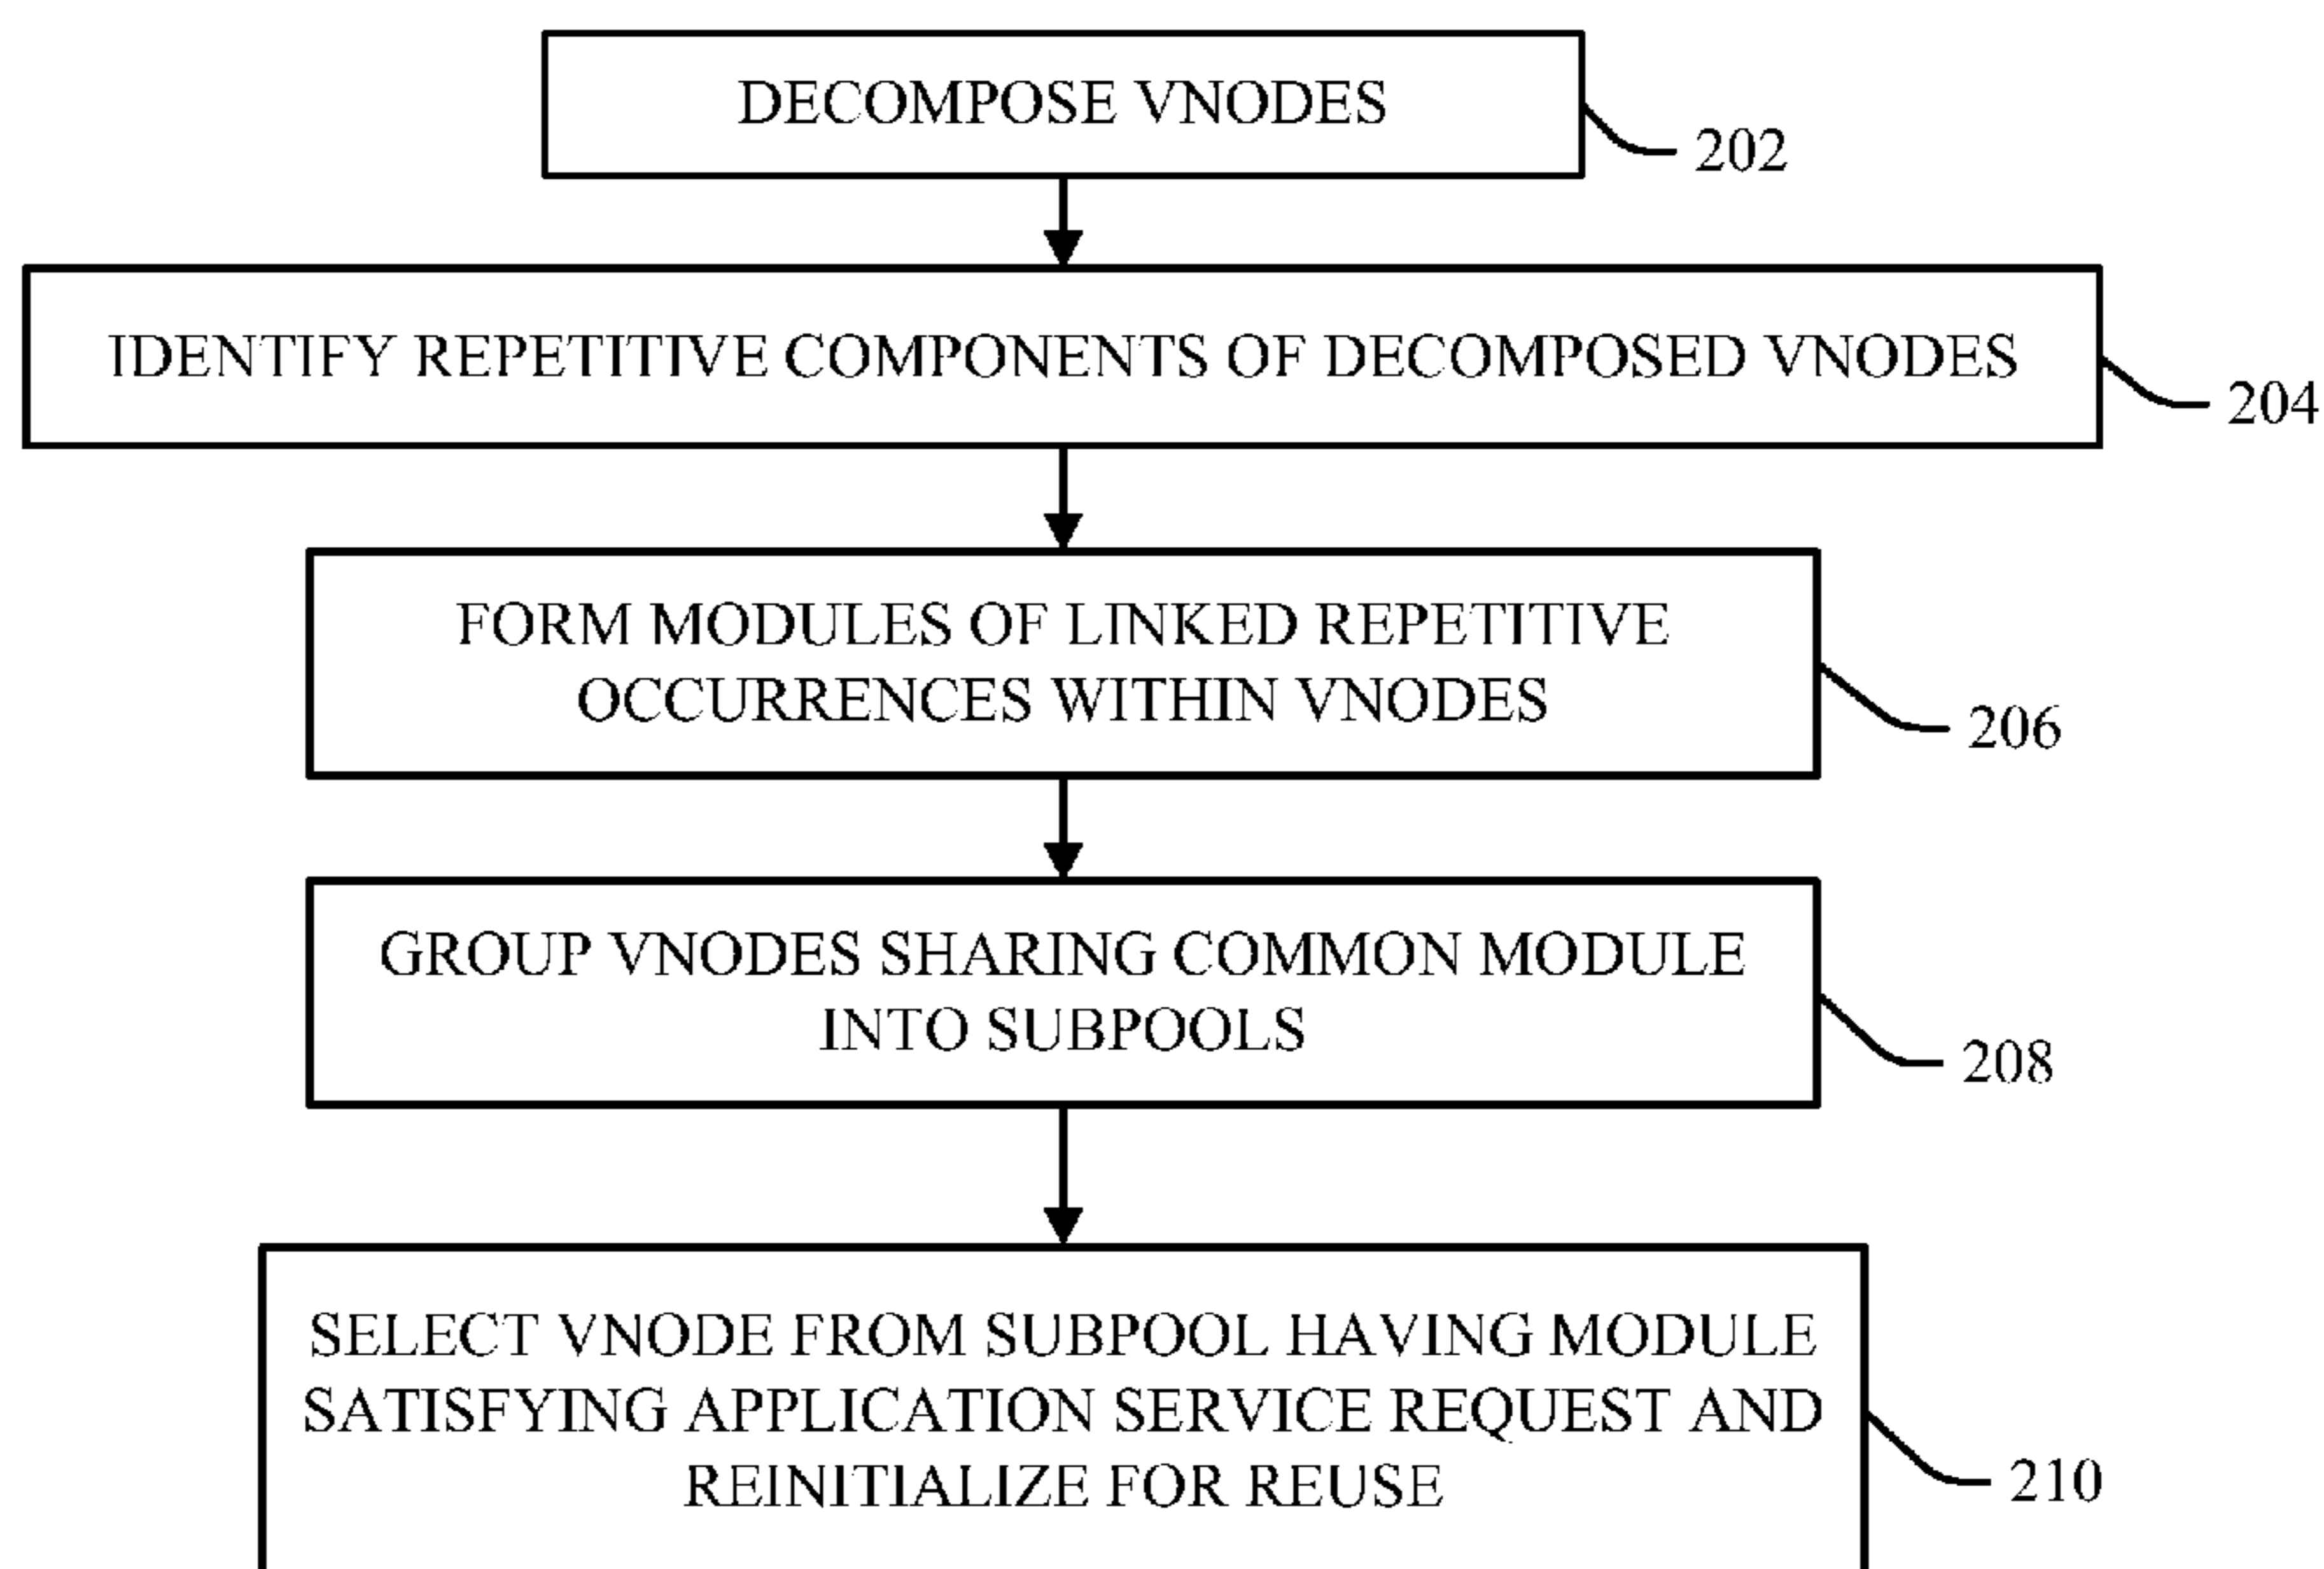 DECOMPOSE VNODES
202
IDENTIFY REPETITIVE COMPONENTS OF DECOMPOSED VNODES
204
FORM MODULES OF LINKED REPETITIVE
OCCURRENCES WITHIN VNODES
206
GROUP VNODES SHARING COMMON MODULE
INTO SUBPOOLS
208
SELECT VNODE FROM SUBPOOL HAVING MODULE
SATISFYING APPLICATION SERVICE REQUEST AND
REINITIALIZE FOR REUSE
210